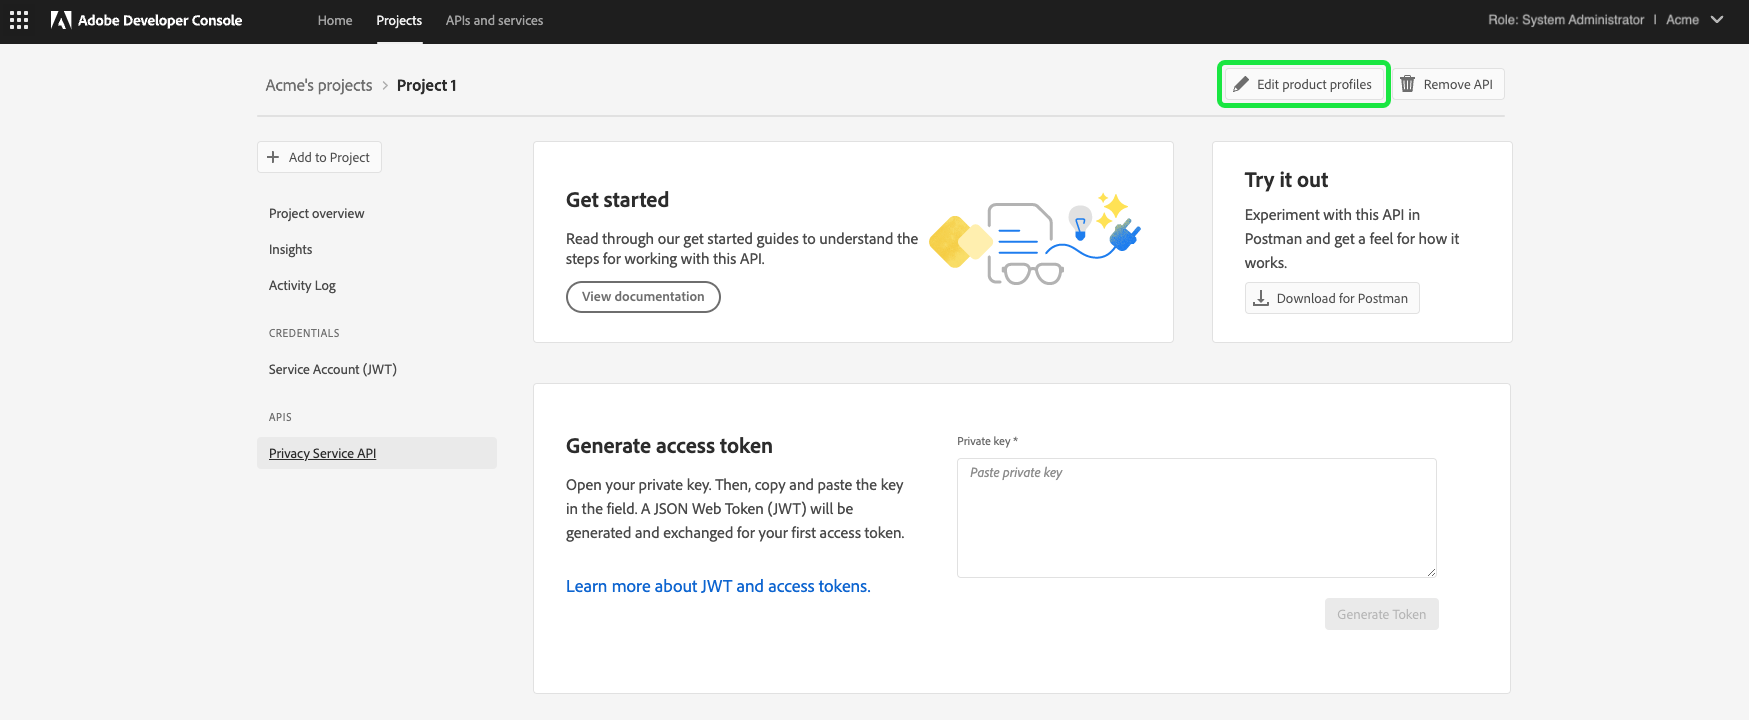 Adobe Developer Console
Home
Projects
APIs and services
Role: System Administrator | Acme
Acme's projects > Project 1
Edit product profiles
Remove API
Add to Project
Project overview
Insights
Activity Log
CREDENTIALS
Service Account (JWT)
APIS
Privacy Service API
Get started
Read through our get started guides to understand the
steps for working with this API.
View documentation
Try it out
Experiment with this API in
Postman and get a feel for how it
works.
Download for Postman
Generate access token
Open your private key. Then, copy and paste the key
in the field. A JSON Web Token (JWT) will be
generated and exchanged for your first access token.
Learn more about JWT and access tokens.
Private key *
Paste private key
Generate Token